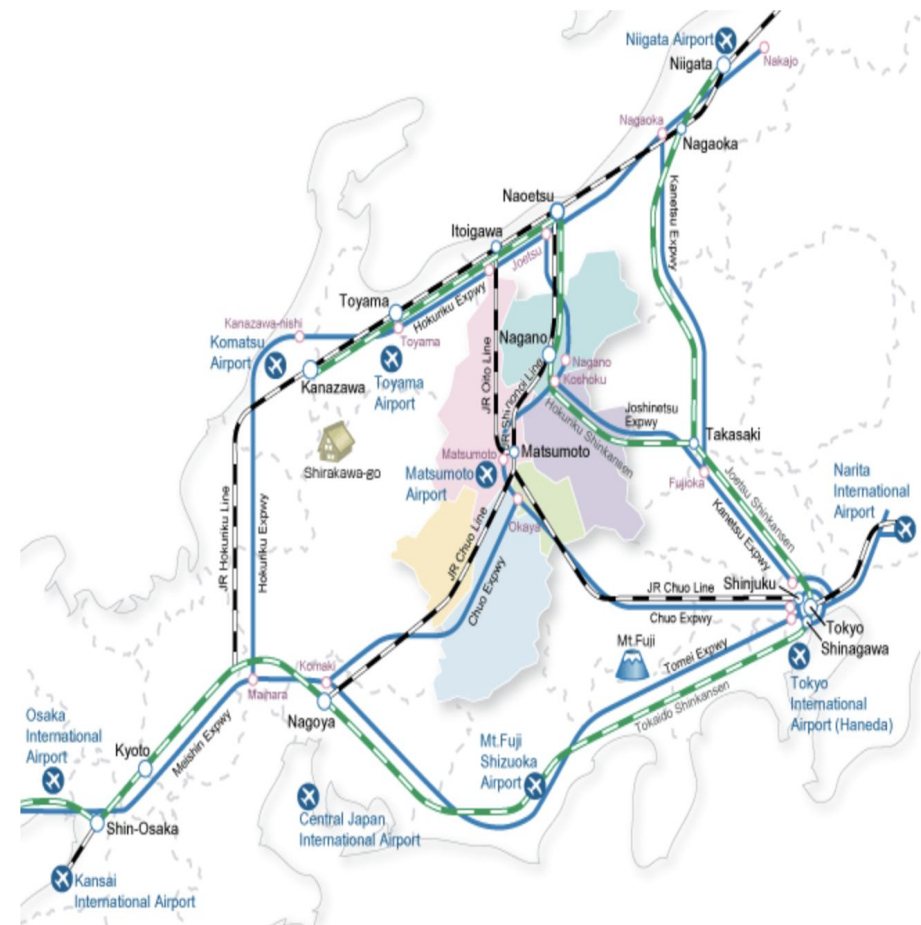 Niigata Airport
Niigata
Nakajo
Nagaoka
Nagaoka
Kanetsu Expwy
Naoetsu
Itoigawa
Joetsu
Toyama
Hokuriku Expwy
Kanazawa-nishi
Toyama
Komatsu
Airport
Toyama
Airport
Kanazawa
Nagano
Nagano
Koshoku
JR Oito Line
JR Shinonoi Line
Hokuriku Shinkansen
Joshinetsu
Expwy
Takasaki
Shirakawa-go
Matsumoto
Matsumoto
Matsumoto
Airport
Fujioka
Joetsu Shinkansen
Kanetsu Expwy
Narita
International
Airport
Okaya
JR Hokuriku Line
Hokuriku Expwy
JR Chuo Line
Chuo Expwy
JR Chuo Line
Chuo Expwy
Shinjuku
Tokyo
Shinagawa
Mt.Fuji
Tomei Expwy
Tokaido Shinkansen
Tokyo
International
Airport (Haneda)
Komaki
Maihara
Nagoya
Osaka
International
Airport
Kyoto
Meishin Expwy
Mt.Fuji
Shizuoka
Airport
Shin-Osaka
Central Japan
International Airport
Kansai
International Airport